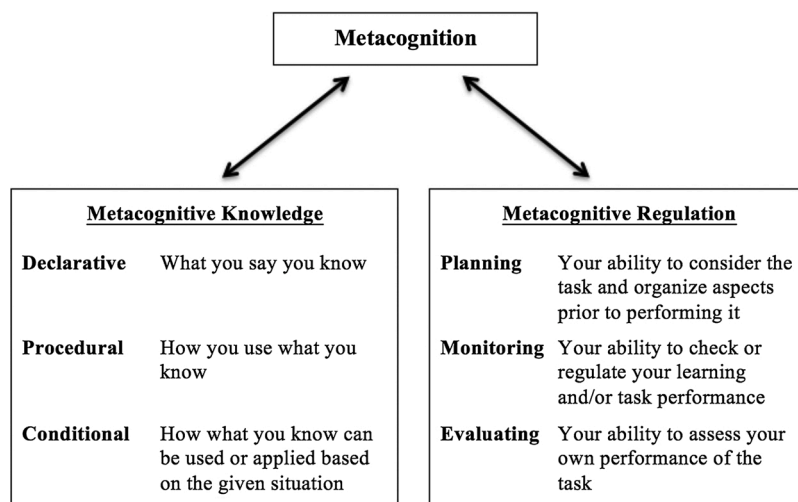 Metacognition
Metacognitive Knowledge
Declarative What you say you know
Procedural How you use what you
know
Conditional How what you know can
be used or applied based
on the given situation
Metacognitive Regulation
Planning Your ability to consider the
task and organize aspects
prior to performing it
Monitoring Your ability to check or
regulate your learning
and/or task performance
Evaluating Your ability to assess your
own performance of the
task